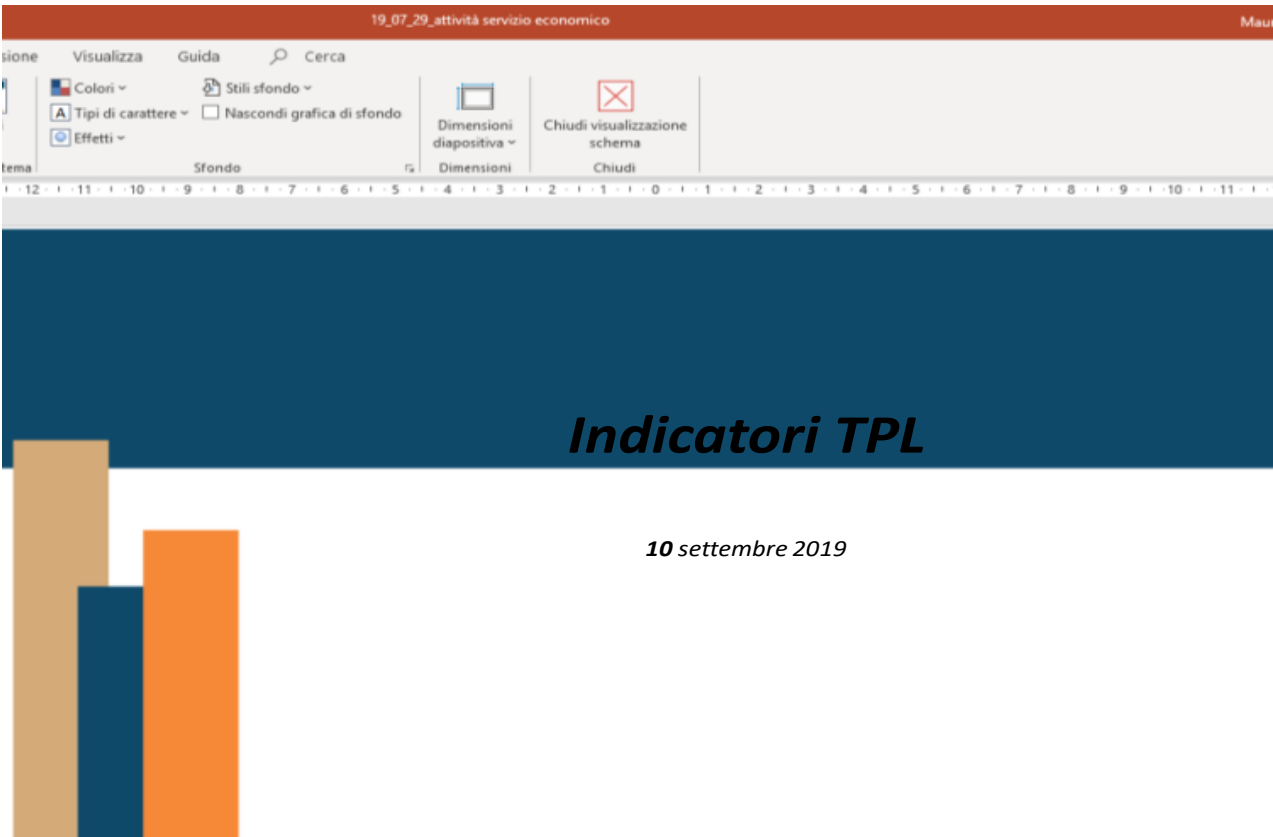 19_07_29_attività servizio economico
Maur
sione Visualizza Guida Cerca
Colori Stili sfondo
A Tipi di carattere Nascondi grafica di sfondo
Effetti
Dimensioni
diapositiva
Chiudi visualizzazione
schema
tema Sfondo Dimensioni Chiudi
12 11 10 9 8 7 6 5 4 3 2 1 0 1 2 3 4 5 6 7 8 9 10 11
Indicatori TPL
10 settembre 2019